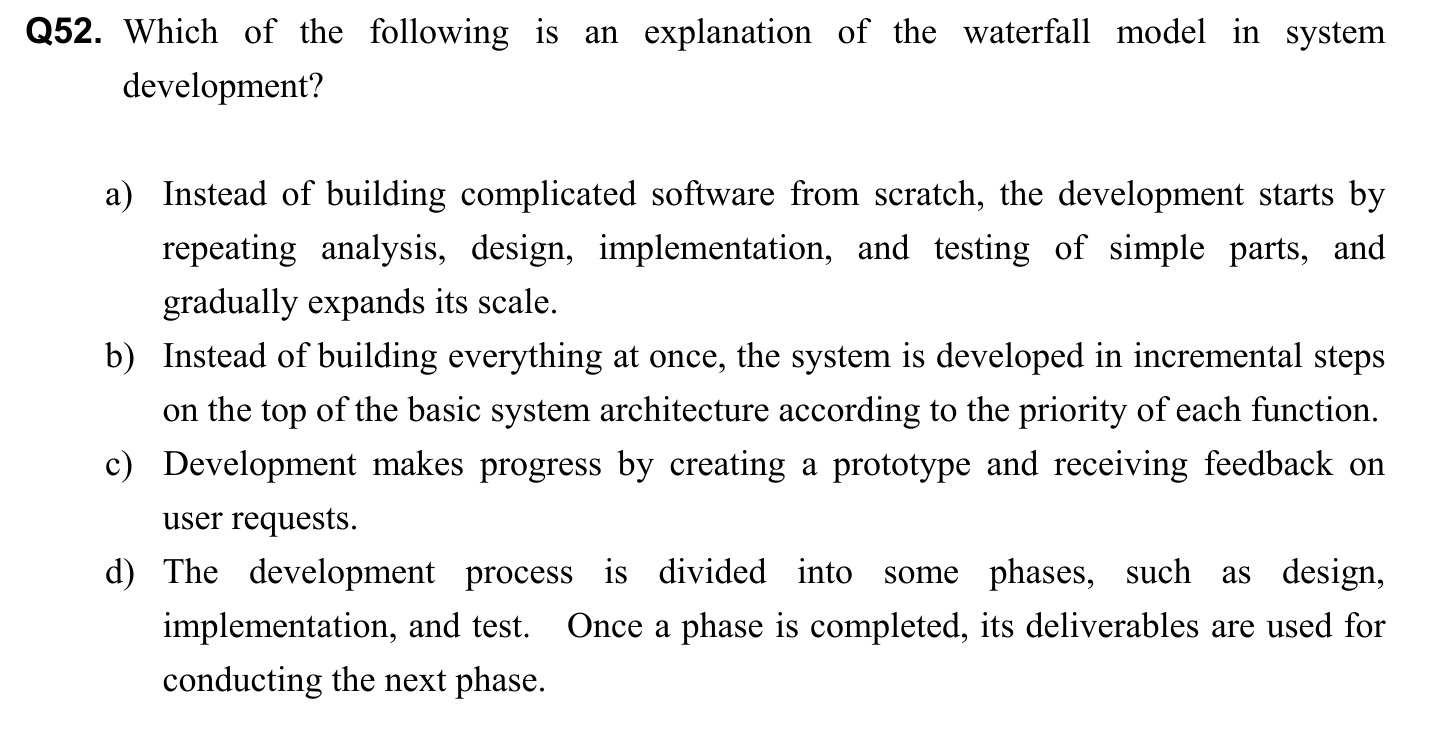 Q52. Which of the following is an explanation of the waterfall model in system
development?
a) Instead of building complicated software from scratch, the development starts by
repeating analysis, design, implementation, and testing of simple parts, and
gradually expands its scale.
b) Instead of building everything at once, the system is developed in incremental steps
on the top of the basic system architecture according to the priority of each function.
c) Development makes progress by creating a prototype and receiving feedback on
user requests.
d) The development process is divided into some phases, such as design,
implementation, and test. Once a phase is completed, its deliverables are used for
conducting the next phase.